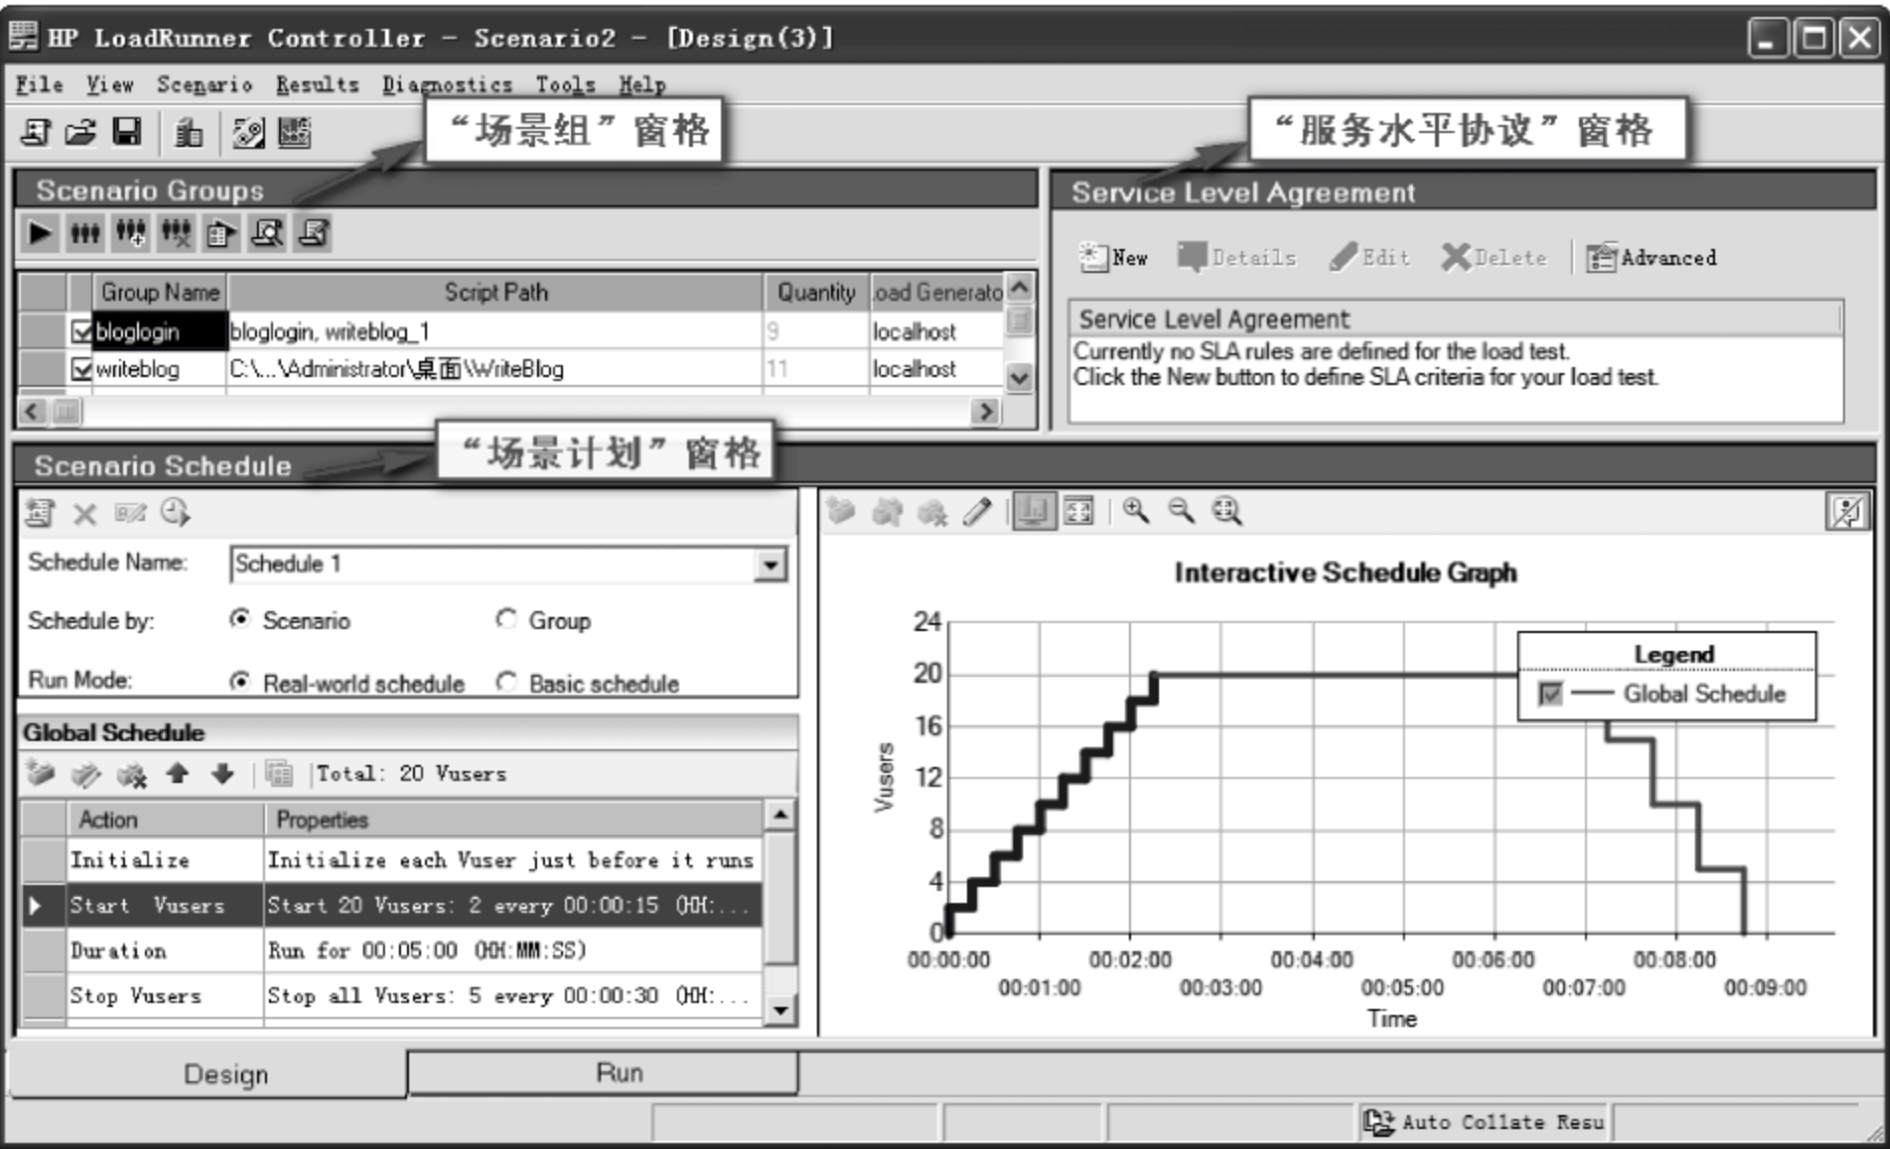 HP LoadRunner Controller - Scenario2 - [Design(3)]
File View Scenario Results Diagnostics Tools Help
“场景组”窗格
“服务水平协议”窗格
Scenario Groups
Service Level Agreement
New Details Edit Delete Advanced
Group Name Script Path Quantity oad Generato
bloglogin bloglogin, writeblog_1 9 localhost
writeblog C:\...\Administrator\桌面\WriteBlog 11 localhost
Service Level Agreement
Currently no SLA rules are defined for the load test.
Click the New button to define SLA criteria for your load test.
“场景计划”窗格
Scenario Schedule
Schedule Name: Schedule 1
Schedule by: Scenario Group
Run Mode: Real-world schedule Basic schedule
Global Schedule
Total: 20 Vusers
Action Properties
Initialize Initialize each Vuser just before it runs
Start Vusers Start 20 Vusers: 2 every 00:00:15 (HH:...
Duration Run for 00:05:00 (HH:MM:SS)
Stop Vusers Stop all Vusers: 5 every 00:00:30 (HH:...
Interactive Schedule Graph
24
20
16
12
8
4
0
Vusers
Legend
Global Schedule
00:00:00 00:02:00 00:04:00 00:06:00 00:08:00
00:01:00 00:03:00 00:05:00 00:07:00 00:09:00
Time
Design Run
Auto Collate Resu